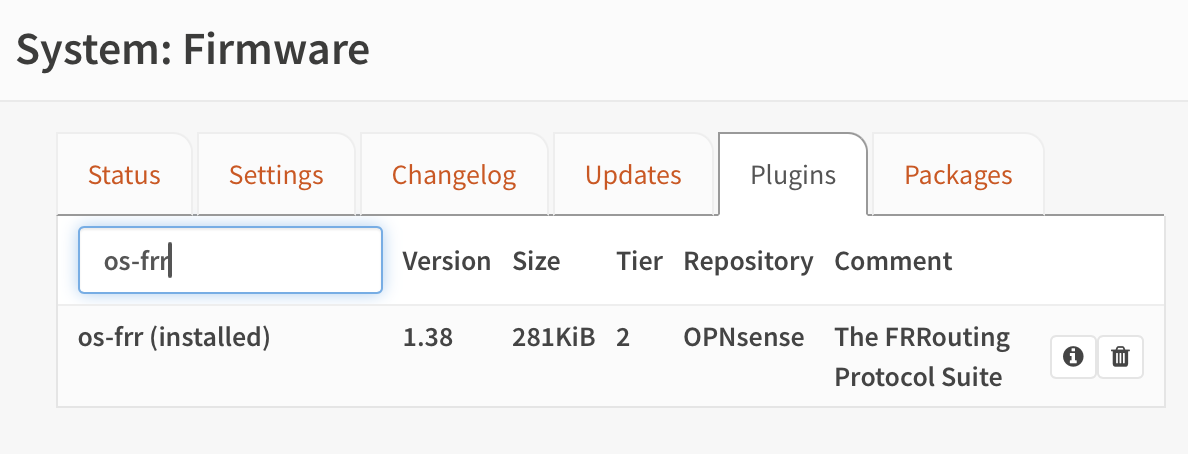 System: Firmware
Status Settings Changelog Updates Plugins Packages
os-frr Version Size Tier Repository Comment
os-frr (installed) 1.38 281KiB 2 OPNsense The FRRouting
Protocol Suite